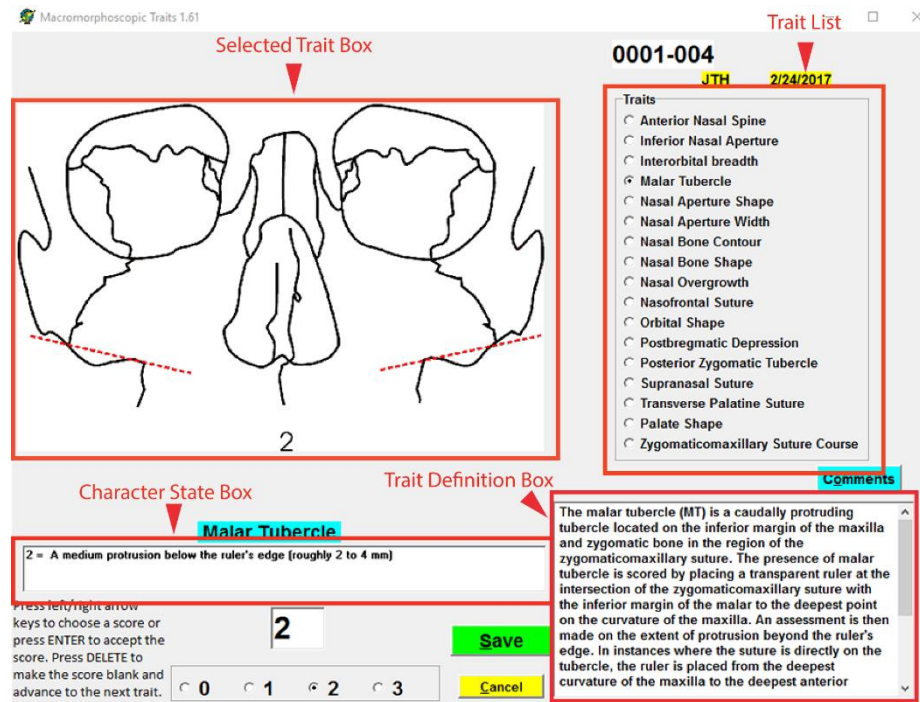 Macromorphoscopic Traits 1.61
Selected Trait Box
Trait List
0001-004
JTH 2/24/2017
Traits
Anterior Nasal Spine
Inferior Nasal Aperture
Interorbital breadth
Malar Tubercle
Nasal Aperture Shape
Nasal Aperture Width
Nasal Bone Contour
Nasal Bone Shape
Nasal Overgrowth
Nasofrontal Suture
Orbital Shape
Postbregmatic Depression
Posterior Zygomatic Tubercle
Supranasal Suture
Transverse Palatine Suture
Palate Shape
Zygomaticomaxillary Suture Course
2
Comments
Character State Box
Trait Definition Box
Malar Tubercle
2 = A medium protrusion below the ruler's edge (roughly 2 to 4 mm)
Press left/right arrow
keys to choose a score or
press ENTER to accept the
score. Press DELETE to
make the score blank and
advance to the next trait.
2
0 1 2 3
Save
Cancel
The malar tubercle (MT) is a caudally protruding
tubercle located on the inferior margin of the maxilla
and zygomatic bone in the region of the
zygomaticomaxillary suture. The presence of malar
tubercle is scored by placing a transparent ruler at the
intersection of the zygomaticomaxillary suture with
the inferior margin of the malar to the deepest point
on the curvature of the maxilla. An assessment is then
made on the extent of protrusion beyond the ruler's
edge. In instances where the suture is directly on the
tubercle, the ruler is placed from the deepest
curvature of the maxilla to the deepest anterior